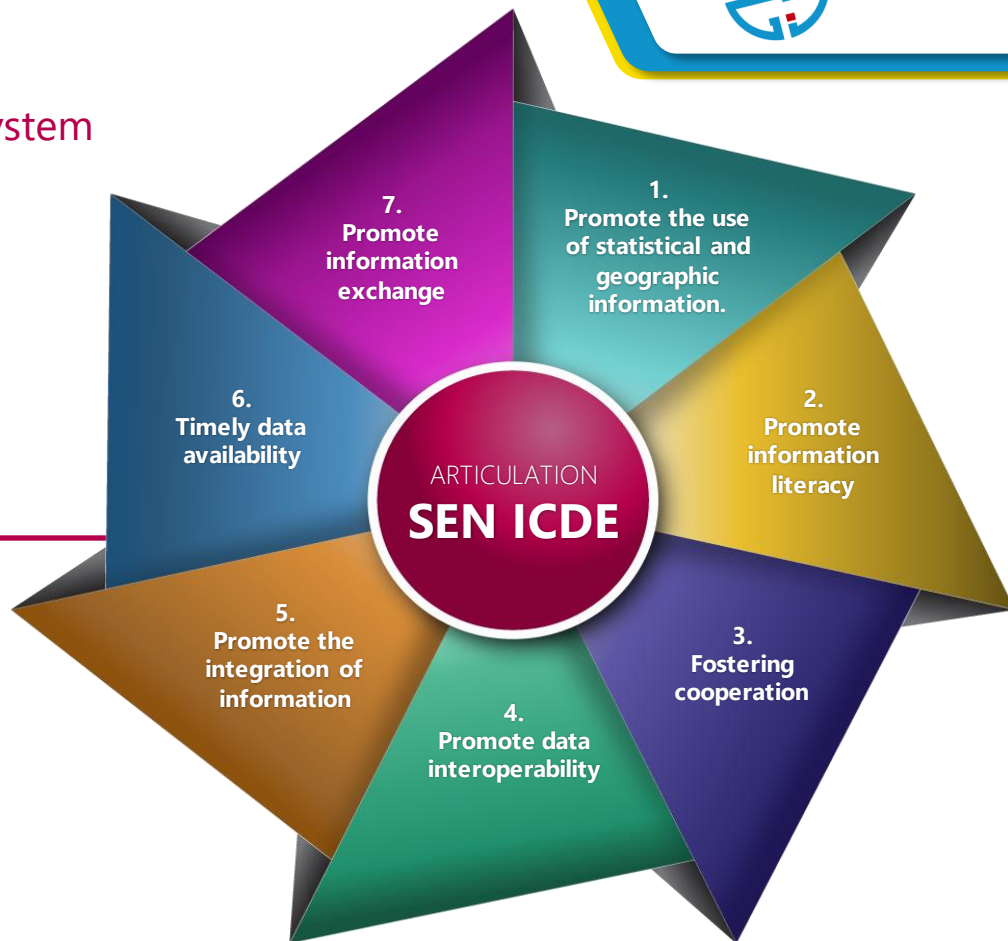 7.
Promote
information
exchange
1.
Promote the use
of statistical and
geographic
information.
6.
Timely data
availability
ARTICULATION
SEN ICDE
2.
Promote
information
literacy
5.
Promote the
integration of
information
3.
Fostering
cooperation
4.
Promote data
interoperability